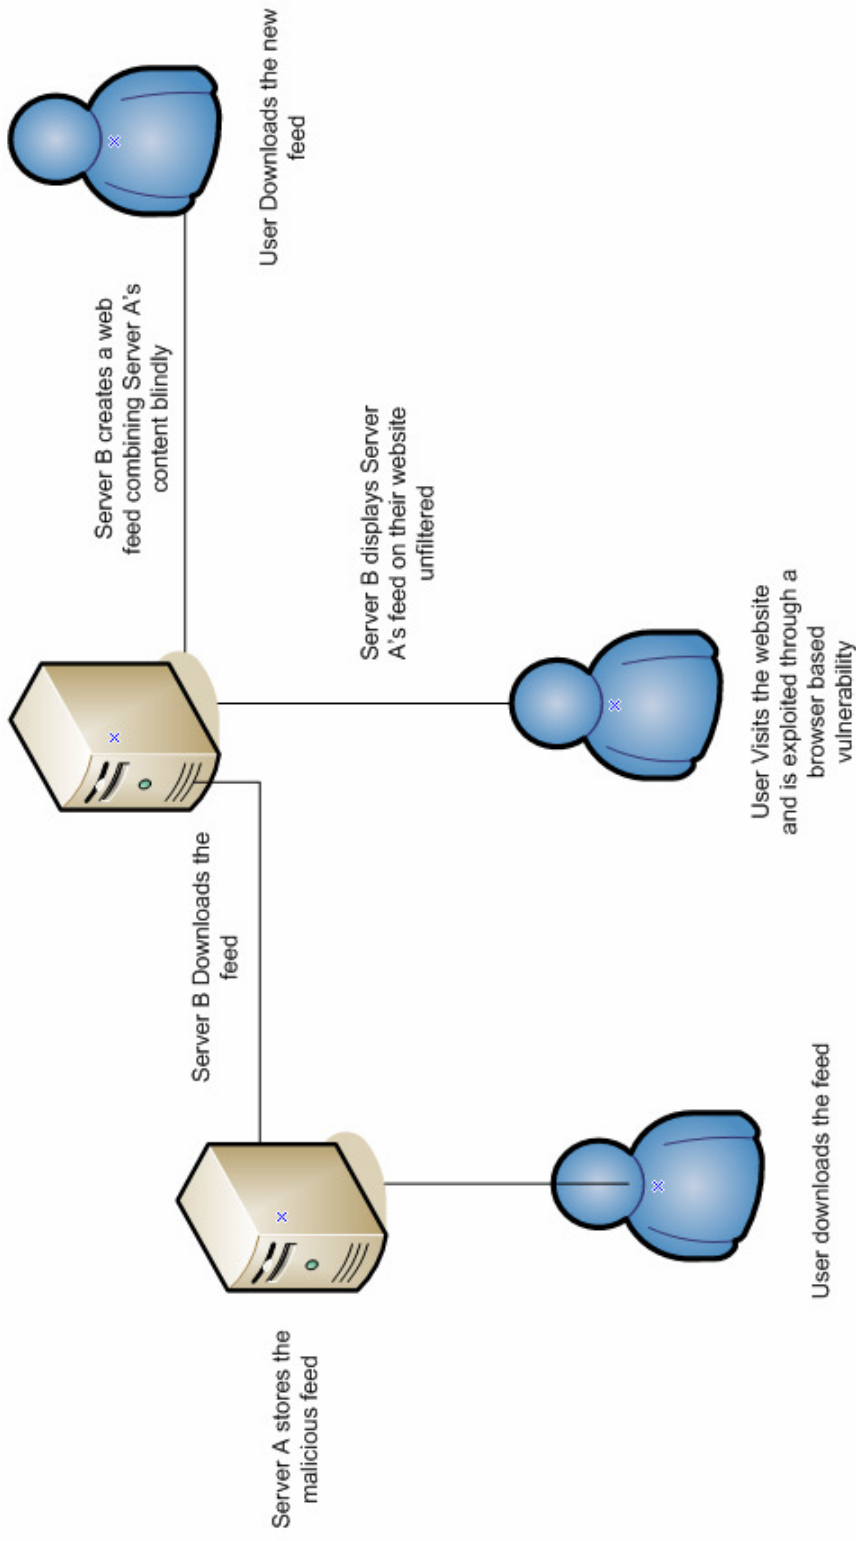 Server A stores the
malicious feed
User downloads the feed
Server B Downloads the
feed
User Visits the website
and is exploited through a
browser based
vulnerability
Server B displays Server
A's feed on their website
unfiltered
Server B creates a web
feed combining Server A's
content blindly
User Downloads the new
feed